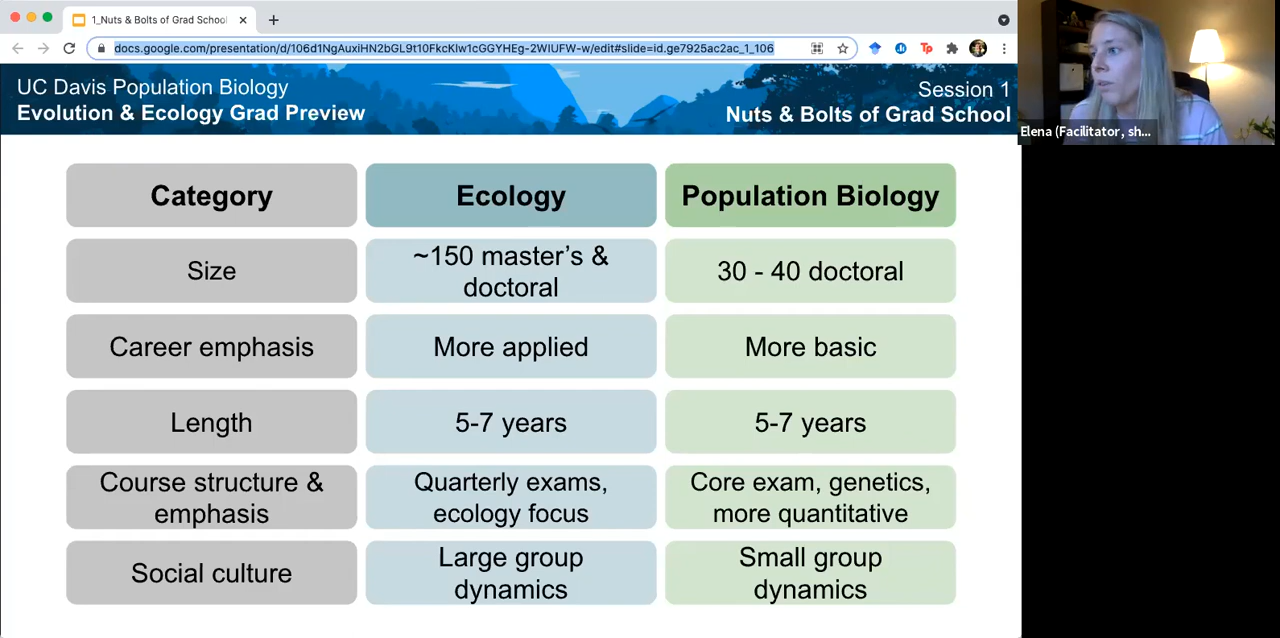 1_Nuts & Bolts of Grad School
docs.google.com/presentation/d/106d1NgAuxiHN2bGL9t10FkcKlw1cGGYHEg-2WIUFW-w/edit#slide=id.ge7925ac2ac_1_106
Tp
UC Davis Population Biology
Evolution & Ecology Grad Preview
Session 1
Nuts & Bolts of Grad School
Elena (Facilitator, sh...
Category
Ecology
Population Biology
Size
~150 master's &
doctoral
30 - 40 doctoral
Career emphasis
More applied
More basic
Length
5-7 years
5-7 years
Course structure &
emphasis
Quarterly exams,
ecology focus
Core exam, genetics,
more quantitative
Social culture
Large group
dynamics
Small group
dynamics